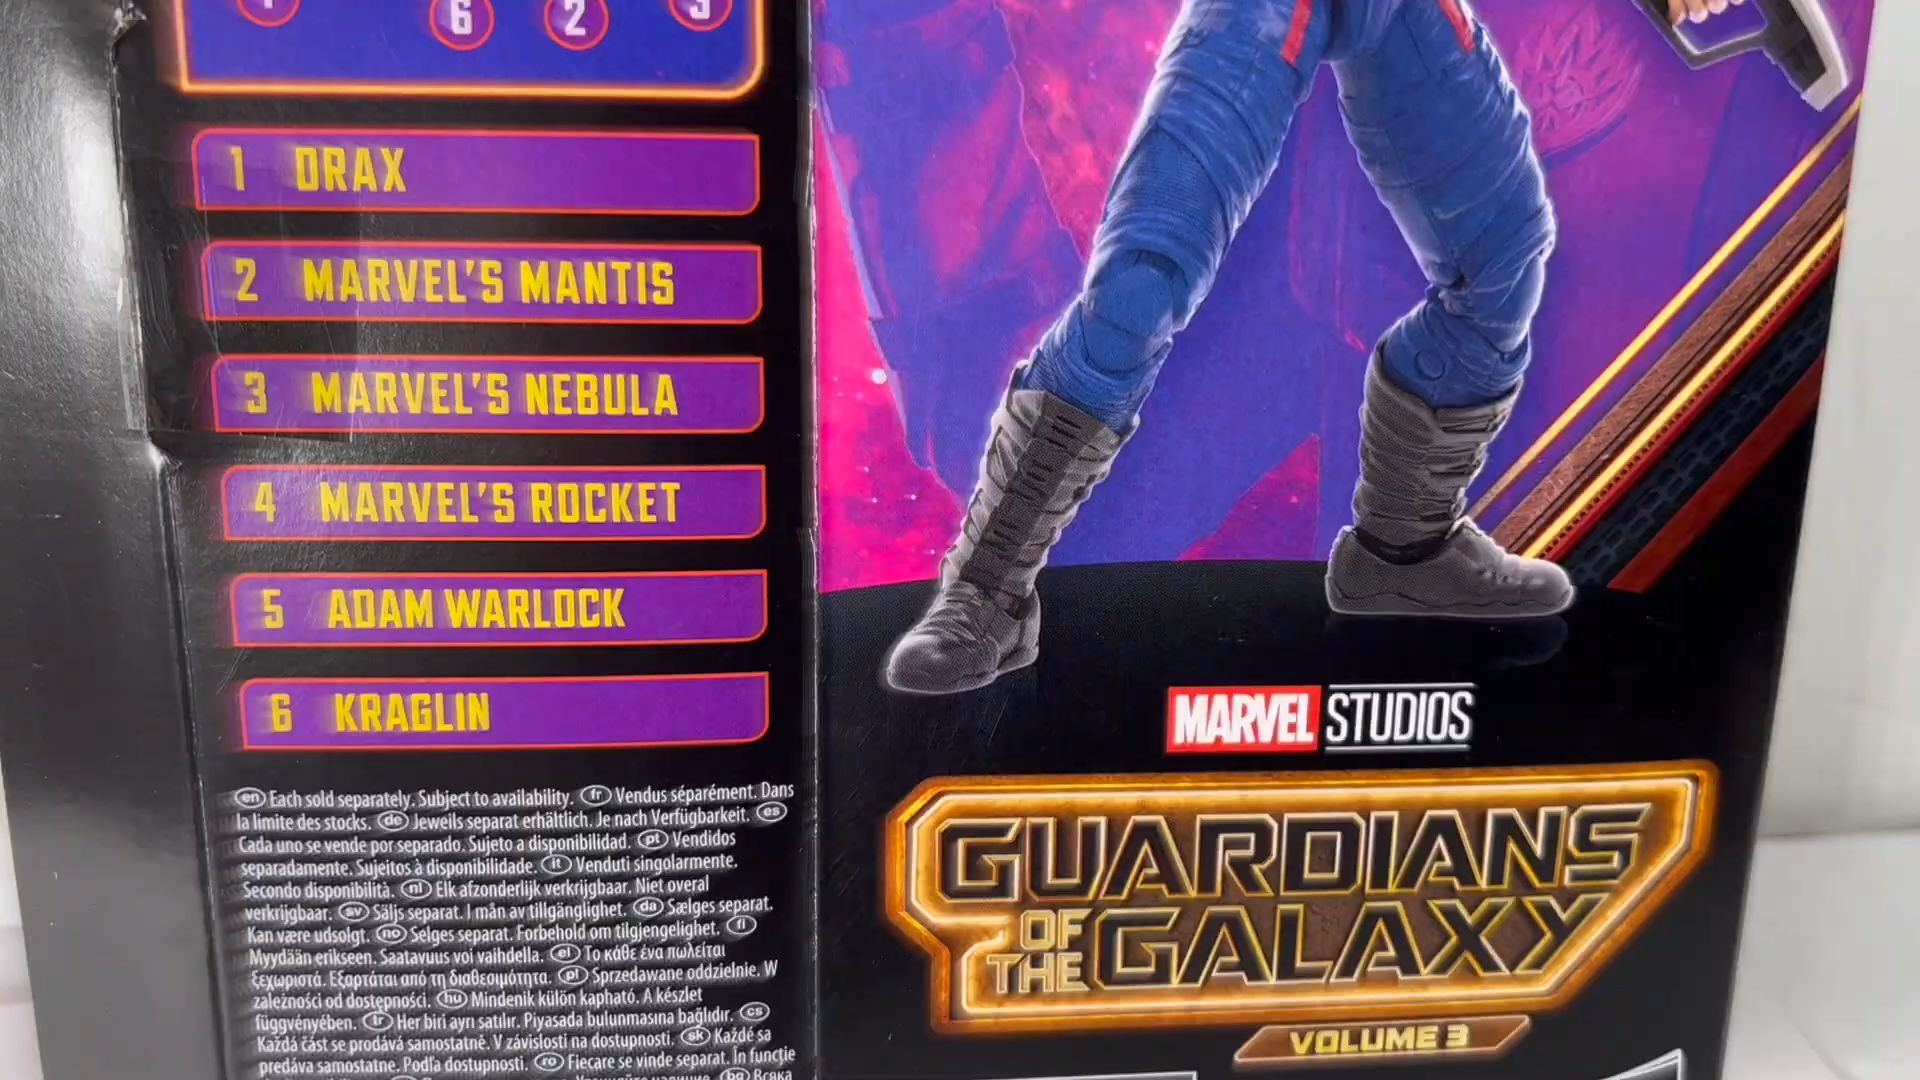 6 2 3
1 DRAX
2 MARVEL'S MANTIS
3 MARVEL'S NEBULA
4 MARVEL'S ROCKET
5 ADAM WARLOCK
6 KRAGLIN
en Each sold separately. Subject to availability. fr Vendus séparément. Dans
la limite des stocks. de Jeweils separat erhältlich. Je nach Verfügbarkeit. es
Cada uno se vende por separado. Sujeto a disponibilidad. pt Vendidos
separadamente. Sujeitos à disponibilidade. it Venduti singolarmente.
Secondo disponibilità. nl Elk afzonderlijk verkrijgbaar. Niet overal
verkrijgbaar. sv Säljs separat. I mån av tillgänglighet. da Sælges separat.
Kan være udsolgt. no Selges separat. Forbehold om tilgjengelighet. fi
Myydään erikseen. Saatavuus voi vaihdella. el Το κάθε ένα πωλείται
ξεχωριστά. Εξαρτάται από τη διαθεσιμότητα. pl Sprzedawane oddzielnie. W
zależności od dostępności. hu Mindenik külön kapható. A készlet
függvényében. tr Her biri ayrı satılır. Piyasada bulunmasına bağlıdır. cs
Každá část se prodává samostatně. V závislosti na dostupnosti. sk Každé sa
predáva samostatne. Podľa dostupnosti. ro Fiecare se vinde separat. În funcție
bg Всяка
MARVEL STUDIOS
GUARDIANS
OF THE GALAXY
VOLUME 3